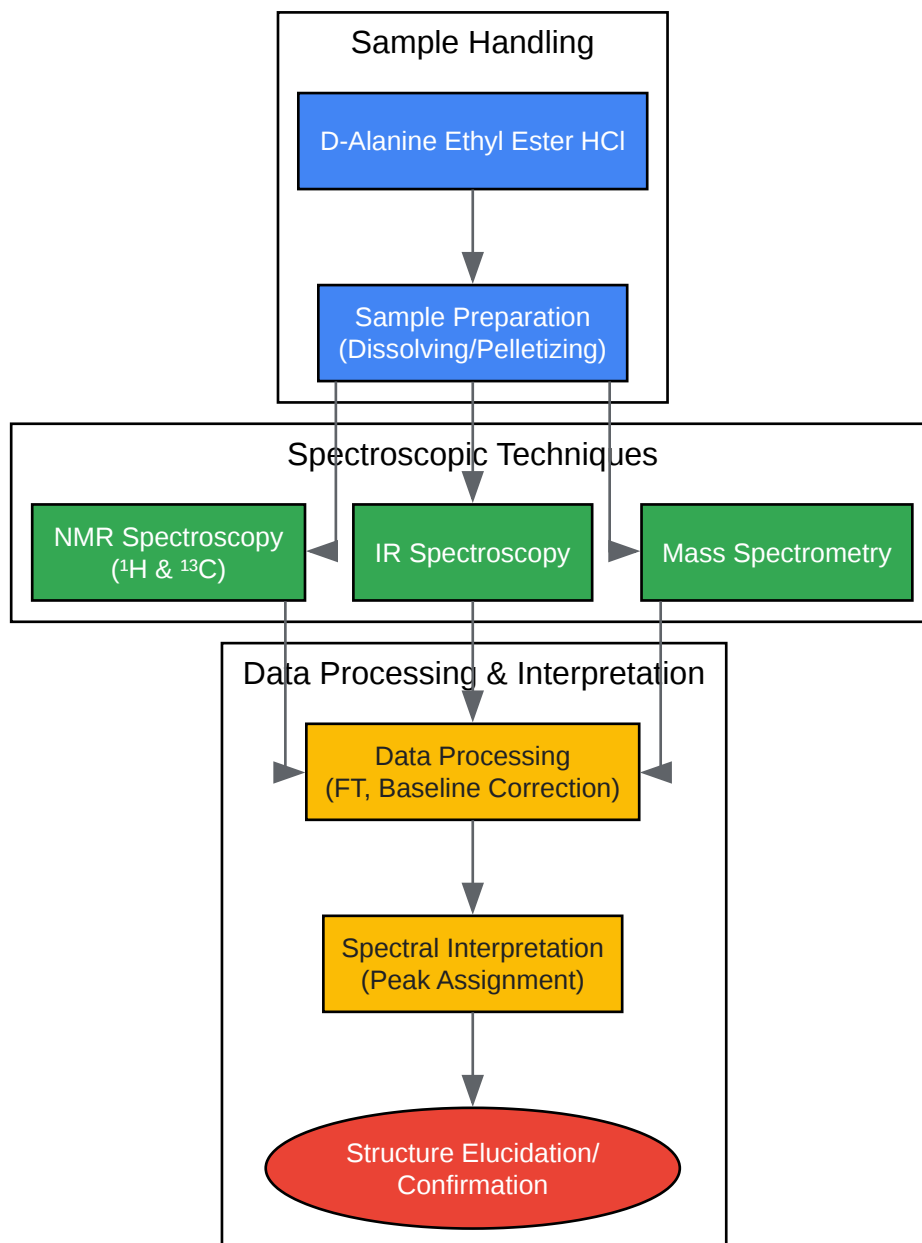 Sample Handling
D-Alanine Ethyl Ester HCl
Sample Preparation
(Dissolving/Pelletizing)
Spectroscopic Techniques
NMR Spectroscopy
(¹H & ¹³C)
IR Spectroscopy
Mass Spectrometry
Data Processing & Interpretation
Data Processing
(FT, Baseline Correction)
Spectral Interpretation
(Peak Assignment)
Structure Elucidation/
Confirmation